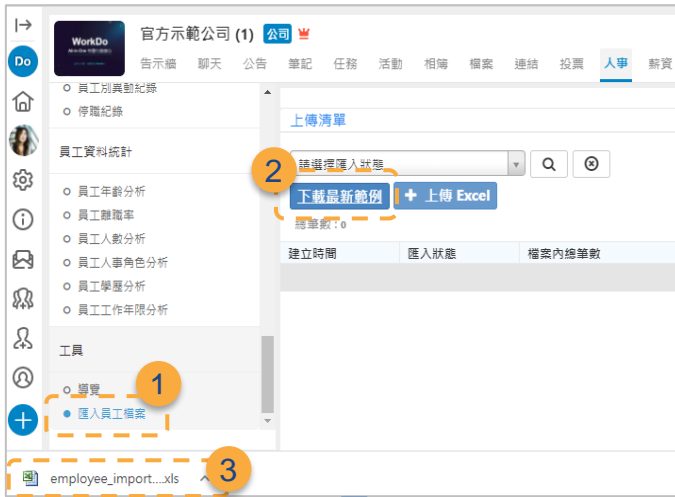 WorkDo
官方示範公司 (1) 公司
Do
告示繃 聊天 公告 筆記 任務 活動 相簿 檔案 連結 投票 人事 薪資
員工別異動紀錄
停職紀錄
員工資料統計
員工年齡分析
員工離職率
員工人數分析
員工人事角色分析
員工學歷分析
員工工作年限分析
工具
導覽
1
匯入員工檔案
上傳清單
2
請選擇匯入狀態
下載最新範例 + 上傳 Excel
總筆數：0
建立時間 匯入狀態 檔案內總筆數
employee_import....xls
3